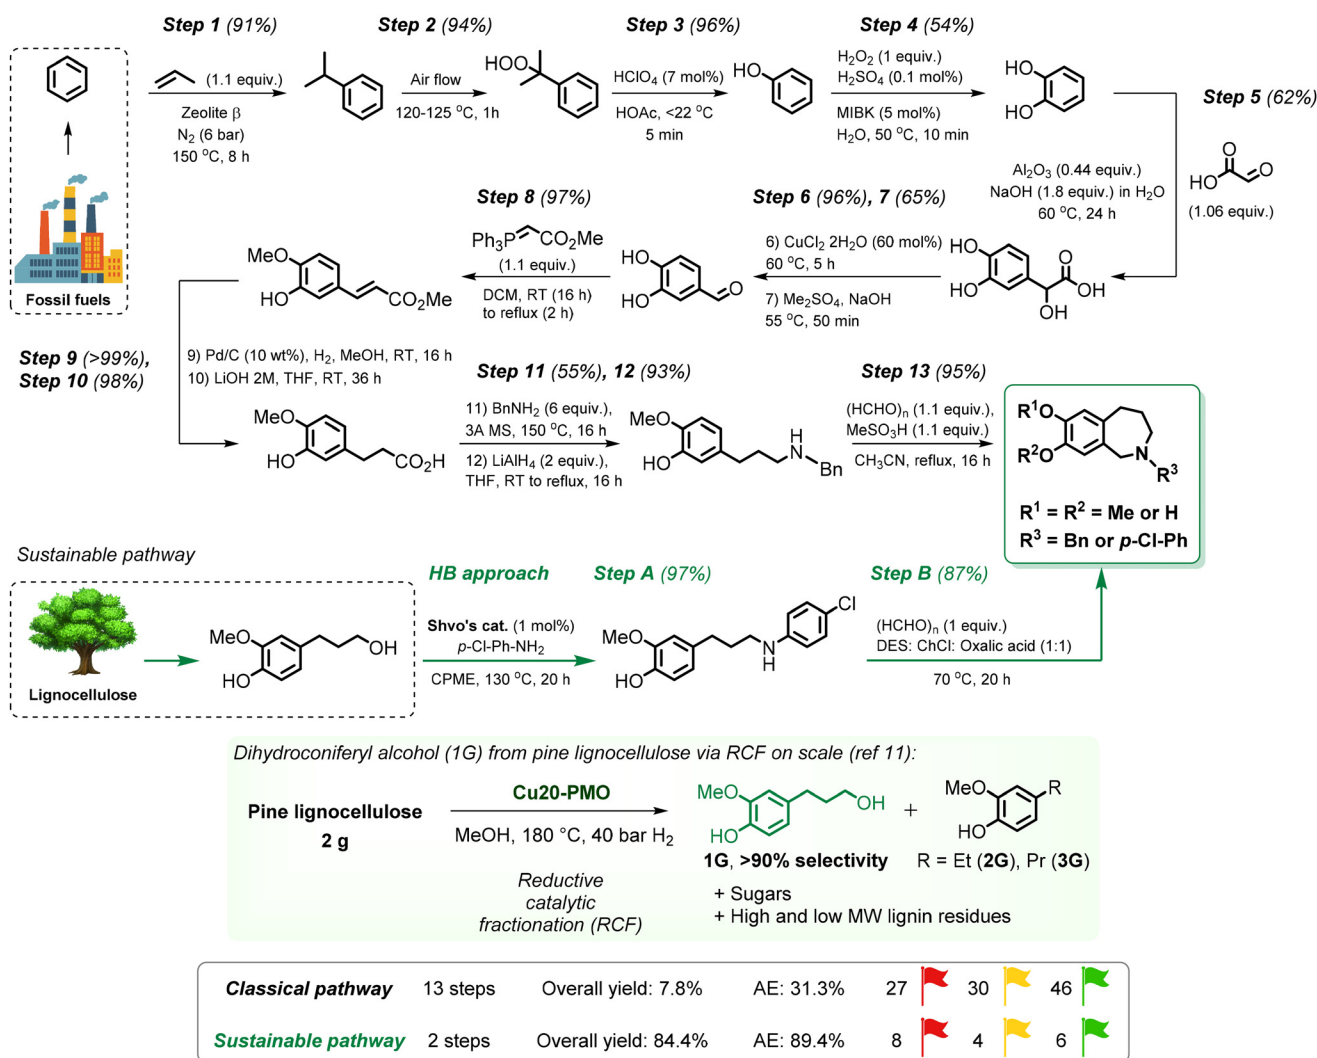 Step 1 (91%)
Step 2 (94%)
Step 3 (96%)
Step 4 (54%)
(1.1 equiv.)
Zeolite β
N2 (6 bar)
150 °C, 8 h
Air flow
120-125 °C, 1h
HOO
HClO4 (7 mol%)
HOAc, <22 °C
5 min
HO
H2O2 (1 equiv.)
H2SO4 (0.1 mol%)
MIBK (5 mol%)
H2O, 50 °C, 10 min
HO
HO
Step 5 (62%)
Al2O3 (0.44 equiv.)
NaOH (1.8 equiv.) in H2O
60 °C, 24 h
O
HO
O
(1.06 equiv.)
Fossil fuels
Step 8 (97%)
Step 6 (96%), 7 (65%)
MeO
HO
CO2Me
Ph3P
CO2Me
(1.1 equiv.)
DCM, RT (16 h)
to reflux (2 h)
HO
HO
O
6) CuCl2 2H2O (60 mol%)
60 °C, 5 h
7) Me2SO4, NaOH
55 °C, 50 min
HO
HO
O
OH
OH
Step 9 (>99%),
Step 10 (98%)
9) Pd/C (10 wt%), H2, MeOH, RT, 16 h
10) LiOH 2M, THF, RT, 36 h
Step 11 (55%), 12 (93%)
Step 13 (95%)
MeO
HO
CO2H
11) BnNH2 (6 equiv.),
3A MS, 150 °C, 16 h
12) LiAlH4 (2 equiv.),
THF, RT to reflux, 16 h
MeO
HO
H
N
Bn
(HCHO)n (1.1 equiv.),
MeSO3H (1.1 equiv.)
CH3CN, reflux, 16 h
R1O
R2O
N
R3
R1 = R2 = Me or H
R3 = Bn or p-Cl-Ph
Sustainable pathway
HB approach
Step A (97%)
Step B (87%)
Lignocellulose
MeO
HO
OH
Shvo's cat. (1 mol%)
p-Cl-Ph-NH2
CPME, 130 °C, 20 h
MeO
HO
N
H
Cl
(HCHO)n (1 equiv.)
DES: ChCl: Oxalic acid (1:1)
70 °C, 20 h
Dihydroconiferyl alcohol (1G) from pine lignocellulose via RCF on scale (ref 11):
Pine lignocellulose
2 g
Cu20-PMO
MeOH, 180 °C, 40 bar H2
Reductive
catalytic
fractionation (RCF)
MeO
HO
OH
+
MeO
HO
R
1G, >90% selectivity
R = Et (2G), Pr (3G)
+ Sugars
+ High and low MW lignin residues
Classical pathway 13 steps Overall yield: 7.8% AE: 31.3% 27 30 46
Sustainable pathway 2 steps Overall yield: 84.4% AE: 89.4% 8 4 6